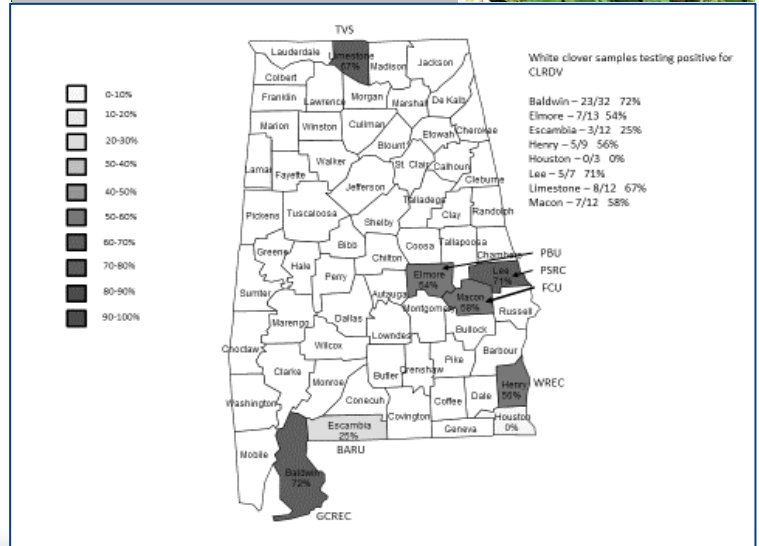 TVS
White clover samples testing positive for
CLRDV
Baldwin – 23/32 72%
Elmore – 7/13 54%
Escambia – 3/12 25%
Henry – 5/9 56%
Houston – 0/3 0%
Lee – 5/7 71%
Limestone – 8/12 67%
Macon – 7/12 58%
0-10%
10-20%
20-30%
30-40%
40-50%
50-60%
60-70%
70-80%
80-90%
90-100%
Lauderdale
Limestone
67%
Madison
Jackson
Colbert
Franklin
Lawrence
Morgan
Marshall
De Kalb
Marion
Winston
Cullman
Blount
Etowah
Cherokee
Lamar
Fayette
Walker
Jefferson
St. Clair
Calhoun
Cleburne
Pickens
Tuscaloosa
Shelby
Talladega
Clay
Randolph
Greene
Hale
Bibb
Chilton
Coosa
Tallapoosa
Chambers
Sumter
Perry
Autauga
Elmore
54%
Lee
71%
Macon
58%
PBU
PSRC
FCU
Marengo
Dallas
Lowndes
Montgomery
Bullock
Russell
Choctaw
Wilcox
Clarke
Monroe
Butler
Crenshaw
Pike
Barbour
Washington
Conecuh
Covington
Coffee
Dale
Henry
56%
WREC
Escambia
25%
BARU
Geneva
Houston
0%
Mobile
Baldwin
72%
GCREC